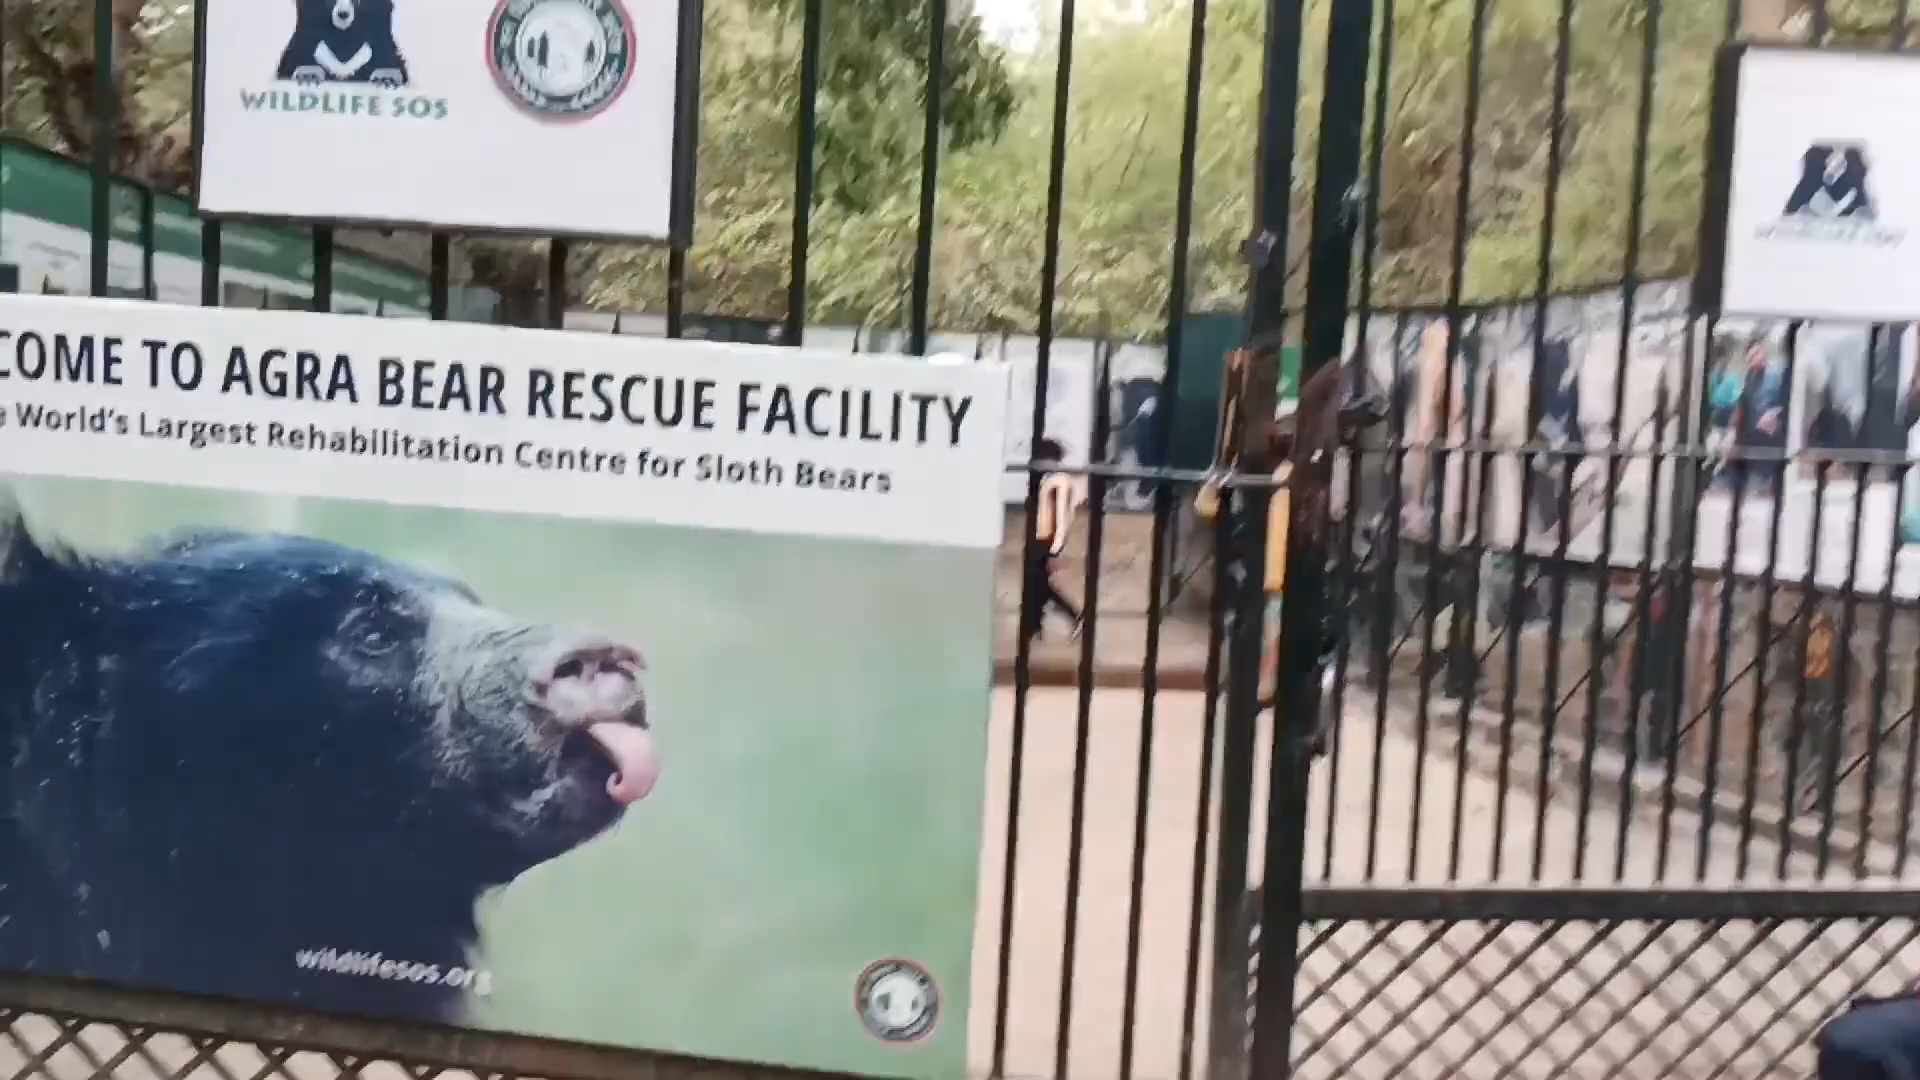 WILDLIFE SOS
COME TO AGRA BEAR RESCUE FACILITY
World's Largest Rehabilitation Centre for Sloth Bears
wildlifesos.org